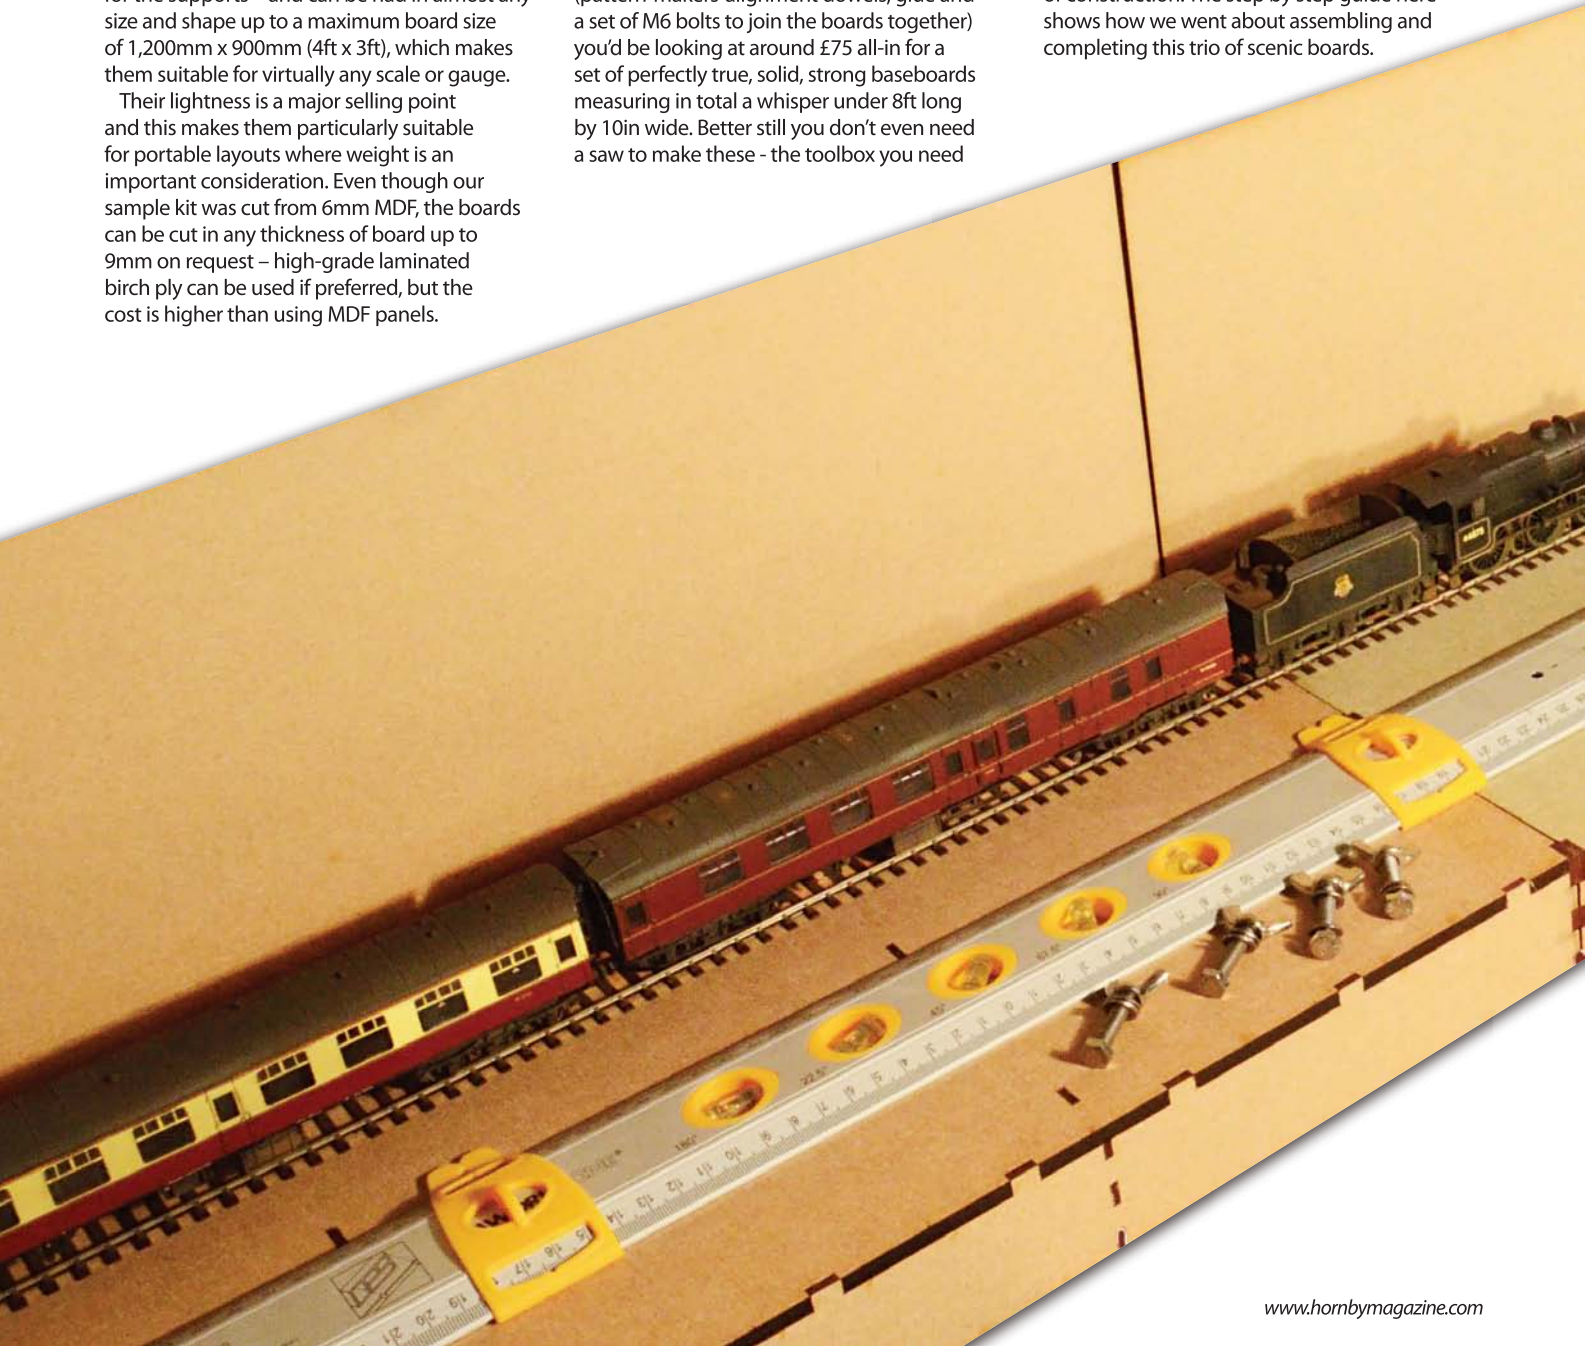 size and shape up to a maximum board size
of 1,200mm x 900mm (4ft x 3ft), which makes
them suitable for virtually any scale or gauge.
Their lightness is a major selling point
and this makes them particularly suitable
for portable layouts where weight is an
important consideration. Even though our
sample kit was cut from 6mm MDF, the boards
can be cut in any thickness of board up to
9mm on request – high-grade laminated
birch ply can be used if preferred, but the
cost is higher than using MDF panels.
a set of M6 bolts to join the boards together)
you’d be looking at around £75 all-in for a
set of perfectly true, solid, strong baseboards
measuring in total a whisper under 8ft long
by 10in wide. Better still you don’t even need
a saw to make these - the toolbox you need
shows how we went about assembling and
completing this trio of scenic boards.
22.5°
45°
www.hornbymagazine.com